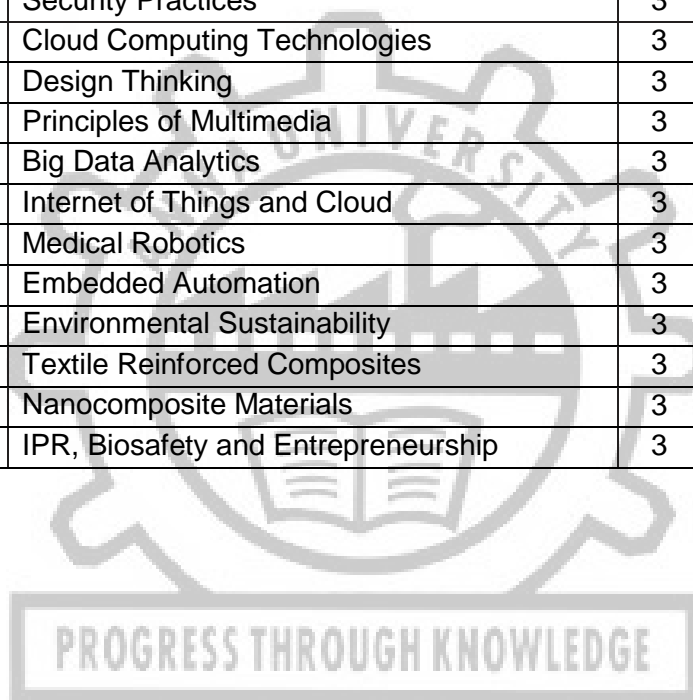 Security Practices 3
Cloud Computing Technologies 3
Design Thinking 3
Principles of Multimedia 3
Big Data Analytics 3
Internet of Things and Cloud 3
Medical Robotics 3
Embedded Automation 3
Environmental Sustainability 3
Textile Reinforced Composites 3
Nanocomposite Materials 3
IPR, Biosafety and Entrepreneurship 3
ANNA UNIVERSITY
PROGRESS THROUGH KNOWLEDGE